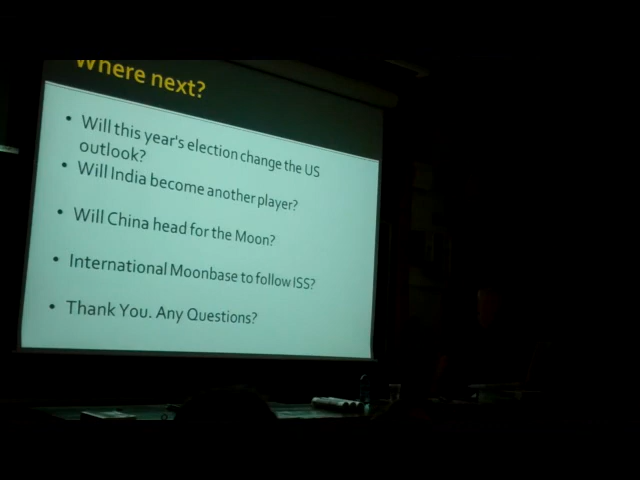 Where next?
• Will this year's election change the US
outlook?
• Will India become another player?
• Will China head for the Moon?
• International Moonbase to follow ISS?
• Thank You. Any Questions?